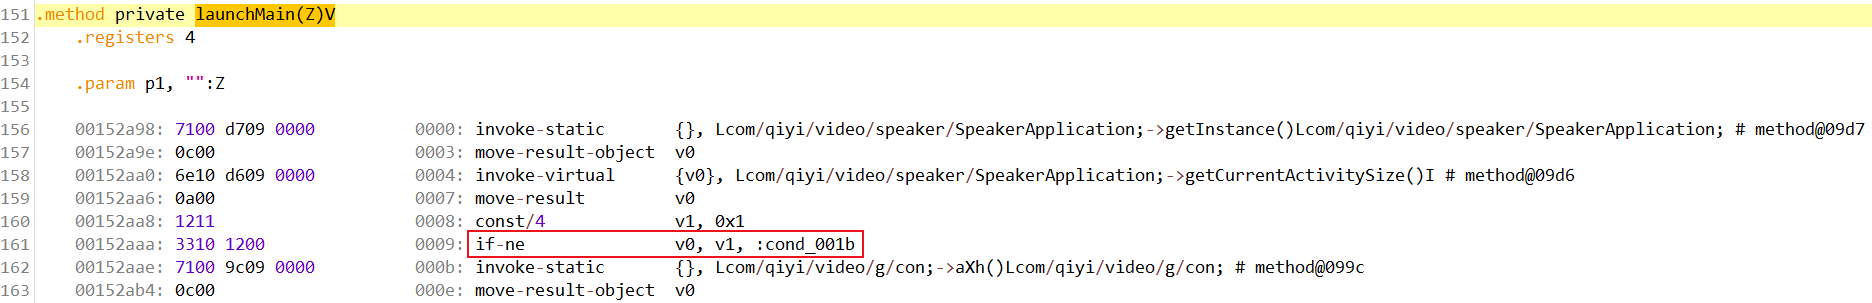 151 .method private launchMain(Z)V
152     .registers 4
153
154     .param p1, "":Z
155
156     00152a98: 7100 d709 0000          0000: invoke-static       {}, Lcom/qiyi/video/speaker/SpeakerApplication;->getInstance()Lcom/qiyi/video/speaker/SpeakerApplication; # method@09d7
157     00152a9e: 0c00                    0003: move-result-object  v0
158     00152aa0: 6e10 d609 0000          0004: invoke-virtual      {v0}, Lcom/qiyi/video/speaker/SpeakerApplication;->getCurrentActivitySize()I # method@09d6
159     00152aa6: 0a00                    0007: move-result         v0
160     00152aa8: 1211                    0008: const/4             v1, 0x1
161     00152aaa: 3310 1200               0009: if-ne               v0, v1, :cond_001b
162     00152aae: 7100 9c09 0000          000b: invoke-static       {}, Lcom/qiyi/video/g/con;->aXh()Lcom/qiyi/video/g/con; # method@099c
163     00152ab4: 0c00                    000e: move-result-object  v0